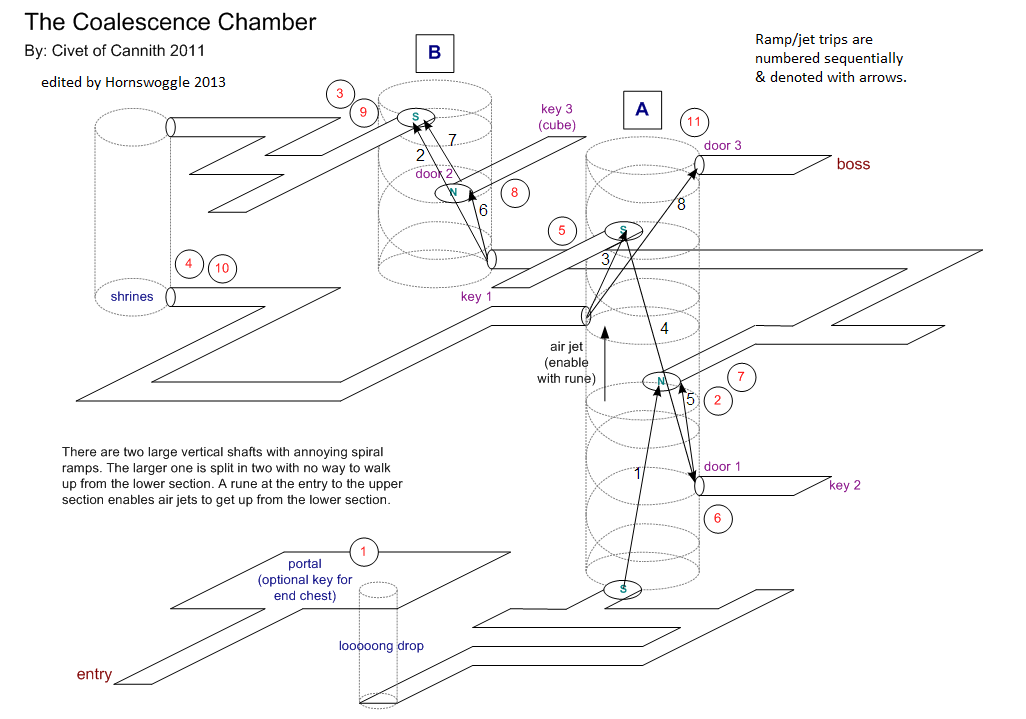 The Coalescence Chamber
By: Civet of Cannith 2011
edited by Hornswoggle 2013
Ramp/jet trips are
numbered sequentially
& denoted with arrows.
B
A
3
9
S
7
2
door 2
N
6
8
key 3
(cube)
11
door 3
boss
8
5
S
3
key 1
4
10
shrines
air jet
(enable
with rune)
4
N
7
5
2
1
door 1
key 2
6
There are two large vertical shafts with annoying spiral
ramps. The larger one is split in two with no way to walk
up from the lower section. A rune at the entry to the upper
section enables air jets to get up from the lower section.
1
portal
(optional key for
end chest)
S
looooong drop
entry